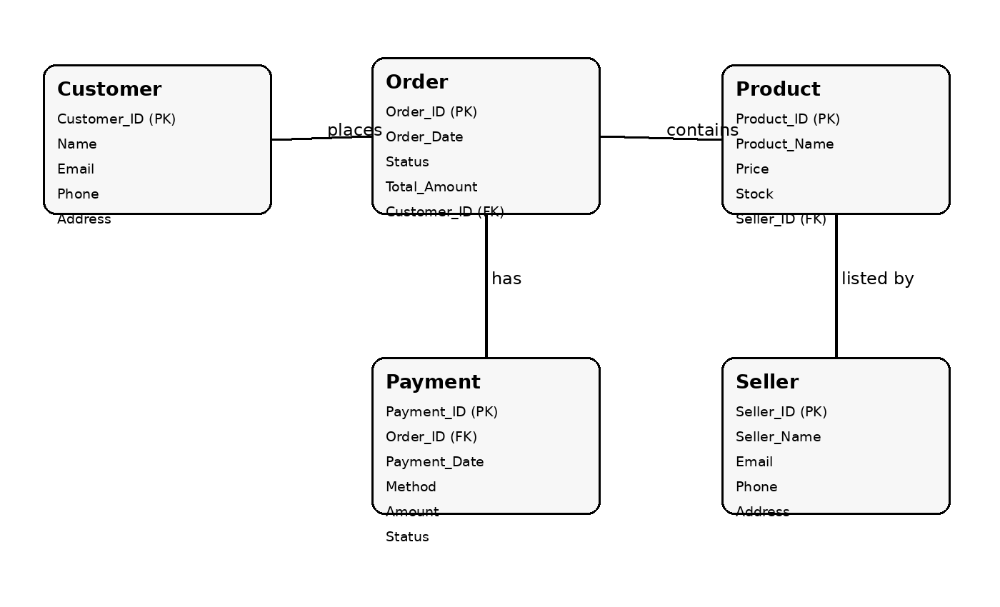 Customer
Customer_ID (PK)
Name
Email
Phone
Address
places
Order
Order_ID (PK)
Order_Date
Status
Total_Amount
Customer_ID (FK)
contains
Product
Product_ID (PK)
Product_Name
Price
Stock
Seller_ID (FK)
has
listed by
Payment
Payment_ID (PK)
Order_ID (FK)
Payment_Date
Method
Amount
Status
Seller
Seller_ID (PK)
Seller_Name
Email
Phone
Address